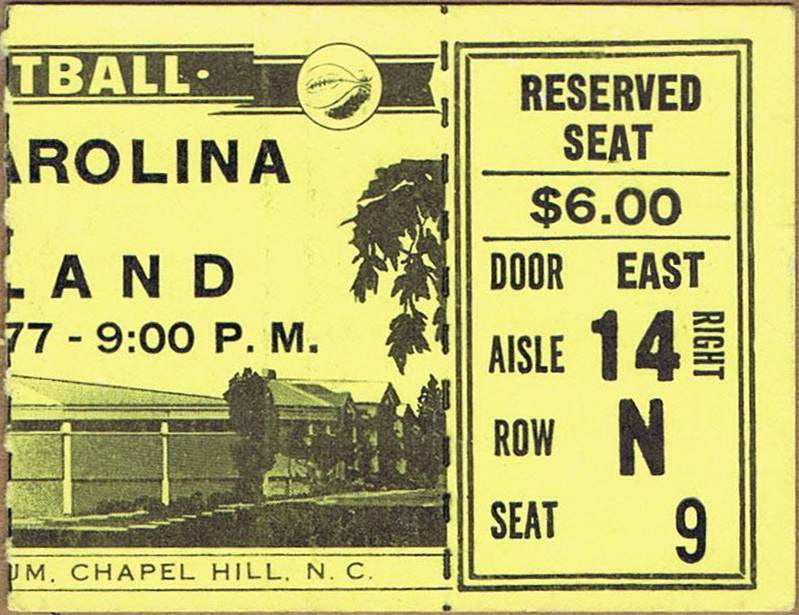 TBALL·
AROLINA
LAND
77 - 9:00 P. M.
UM, CHAPEL HILL, N. C.
RESERVED
SEAT
$6.00
DOOR EAST
AISLE 14 RIGHT
ROW N
SEAT 9